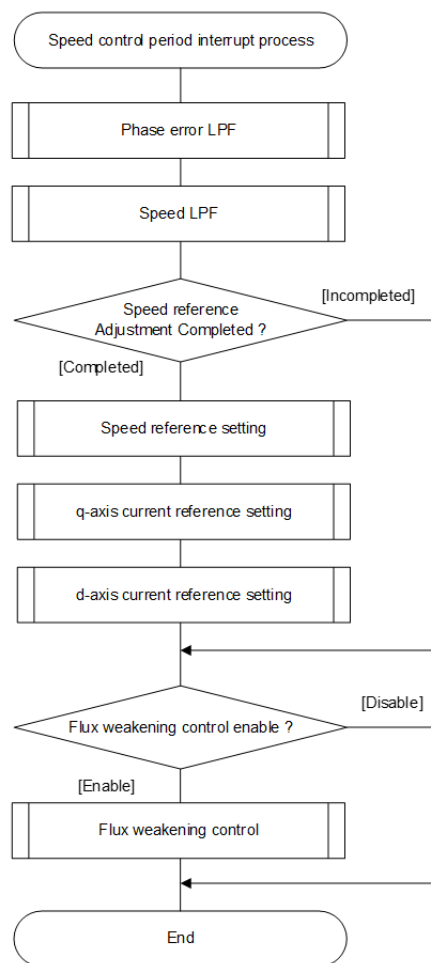 Speed control period interrupt process
Phase error LPF
Speed LPF
Speed reference
Adjustment Completed ?
[Incompleted]
[Completed]
Speed reference setting
q-axis current reference setting
d-axis current reference setting
Flux weakening control enable ?
[Disable]
[Enable]
Flux weakening control
End